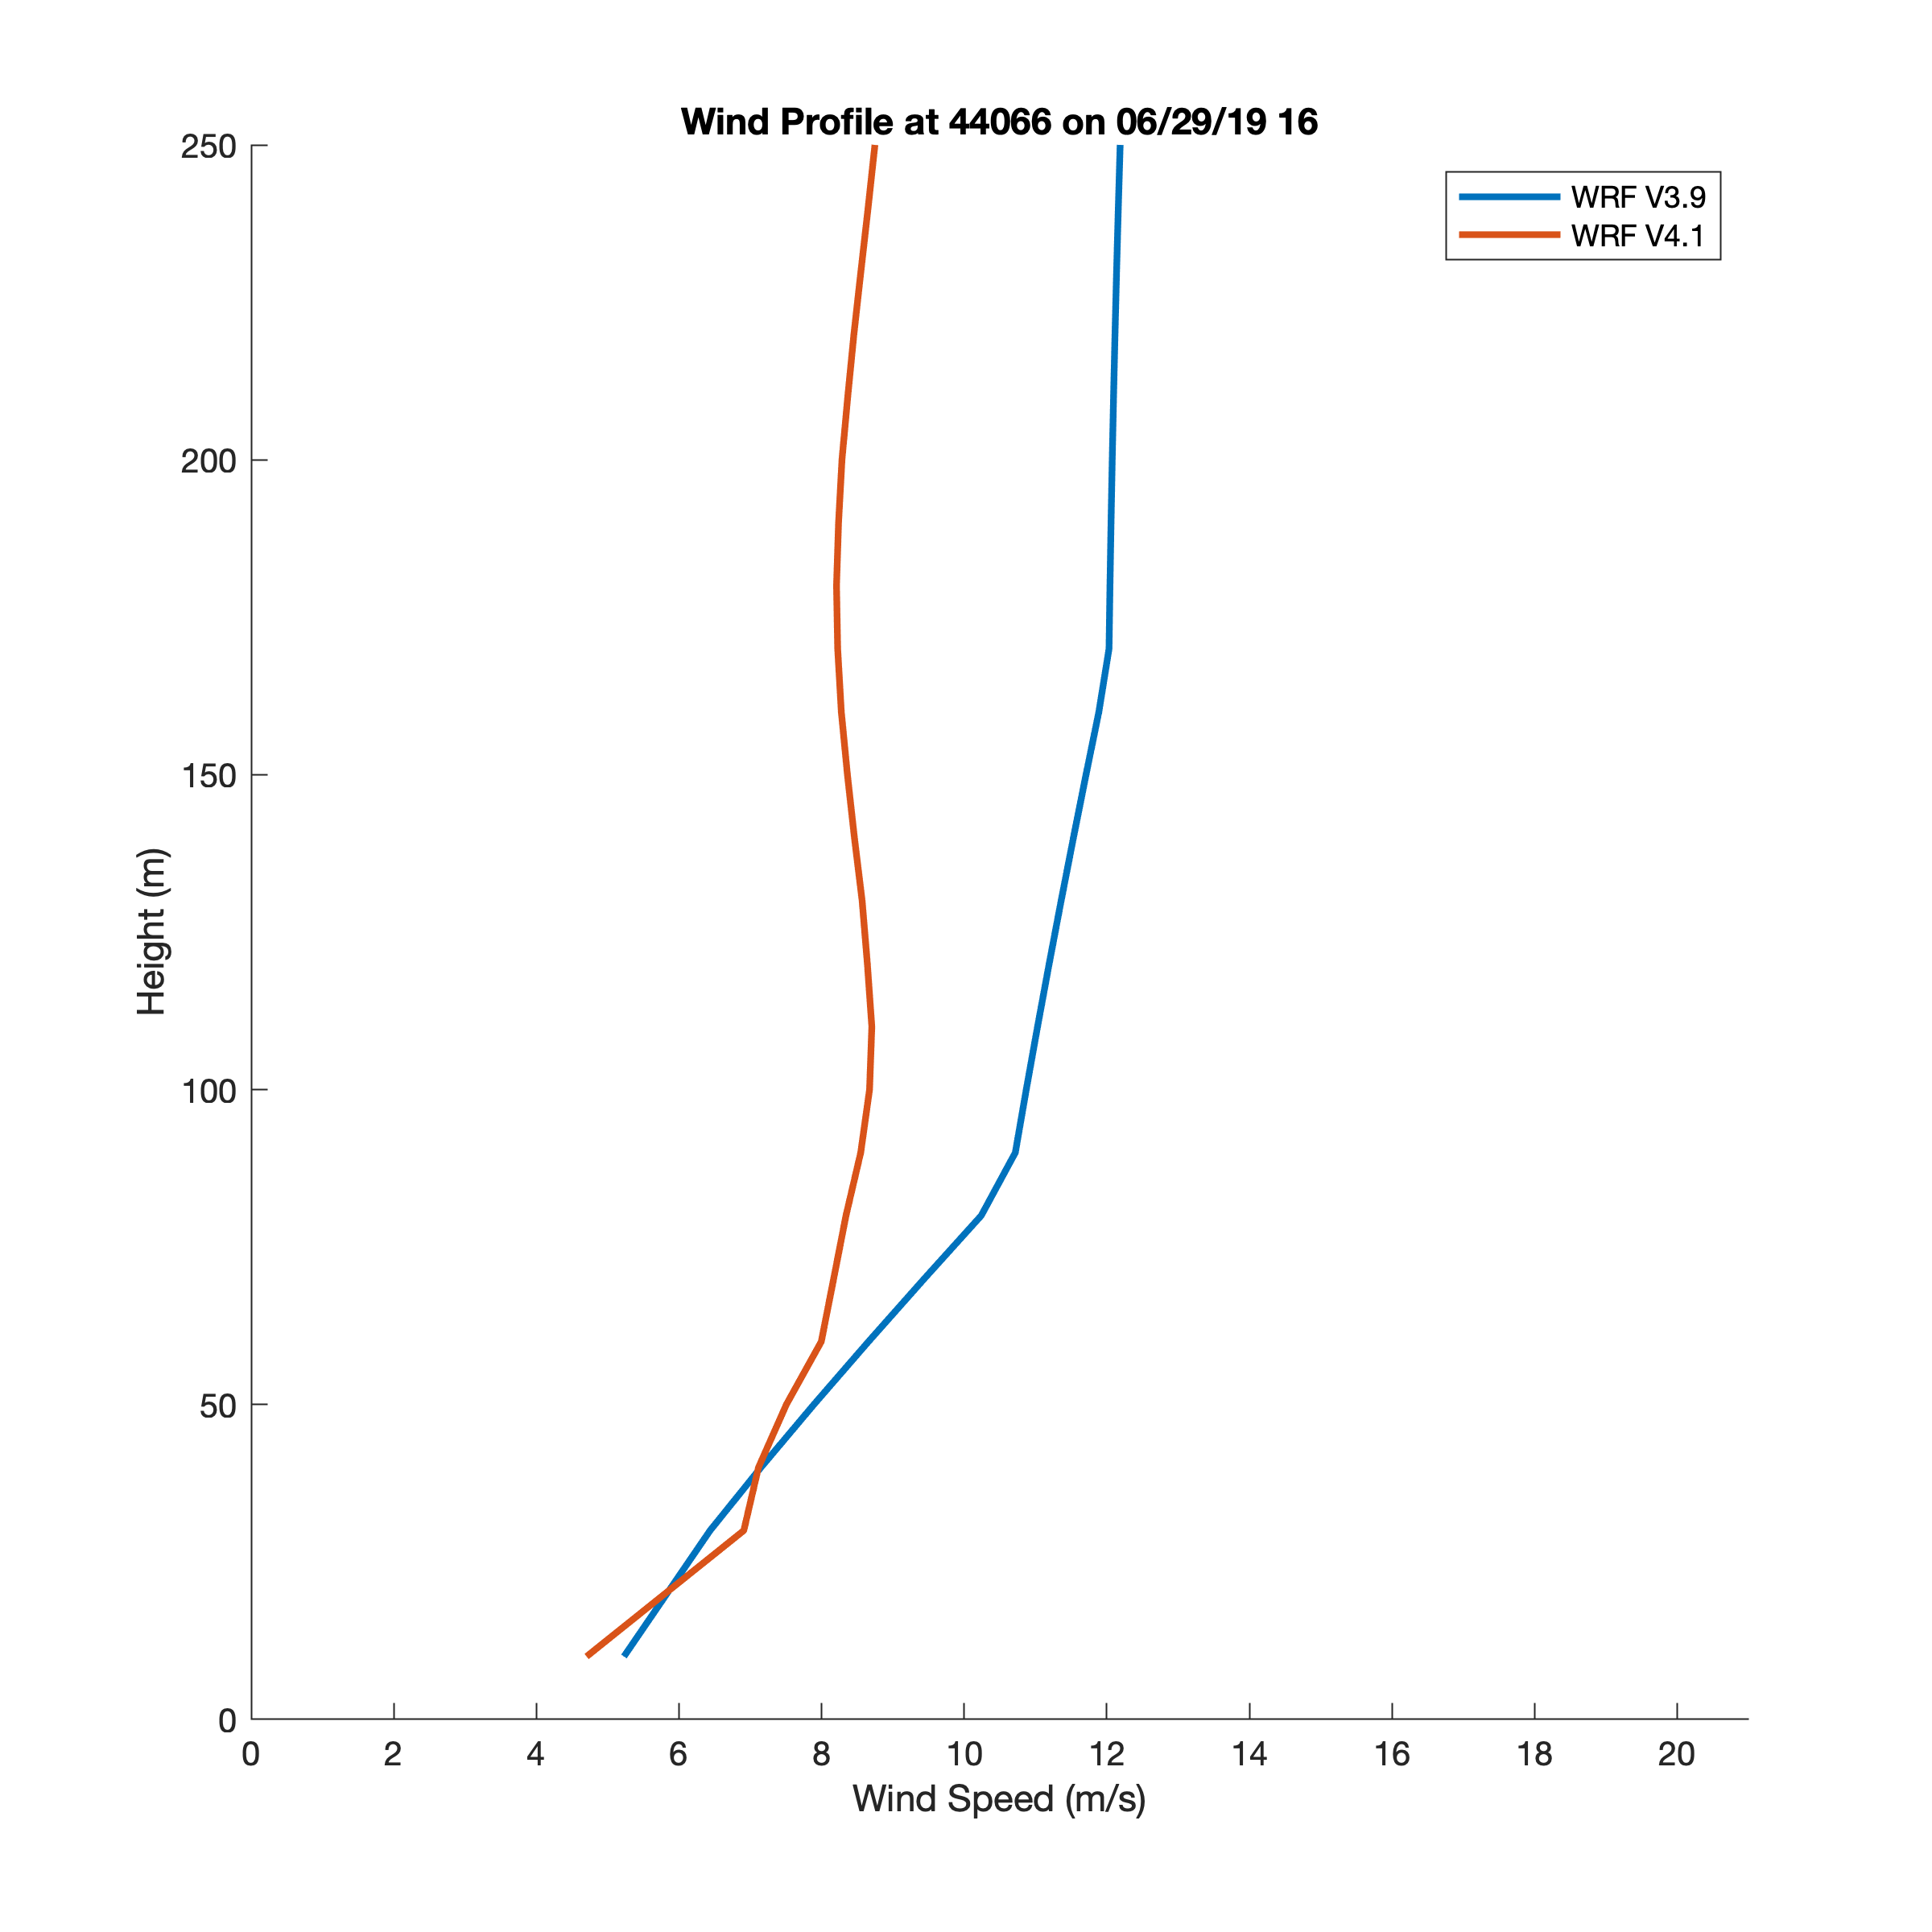 Wind Profile at 44066 on 06/29/19 16
WRF V3.9
WRF V4.1
250
200
150
100
50
0
Height (m)
0 2 4 6 8 10 12 14 16 18 20
Wind Speed (m/s)